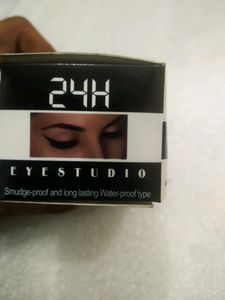 24H
EYESTUDIO
Smudge-proof and long lasting Water-proof type